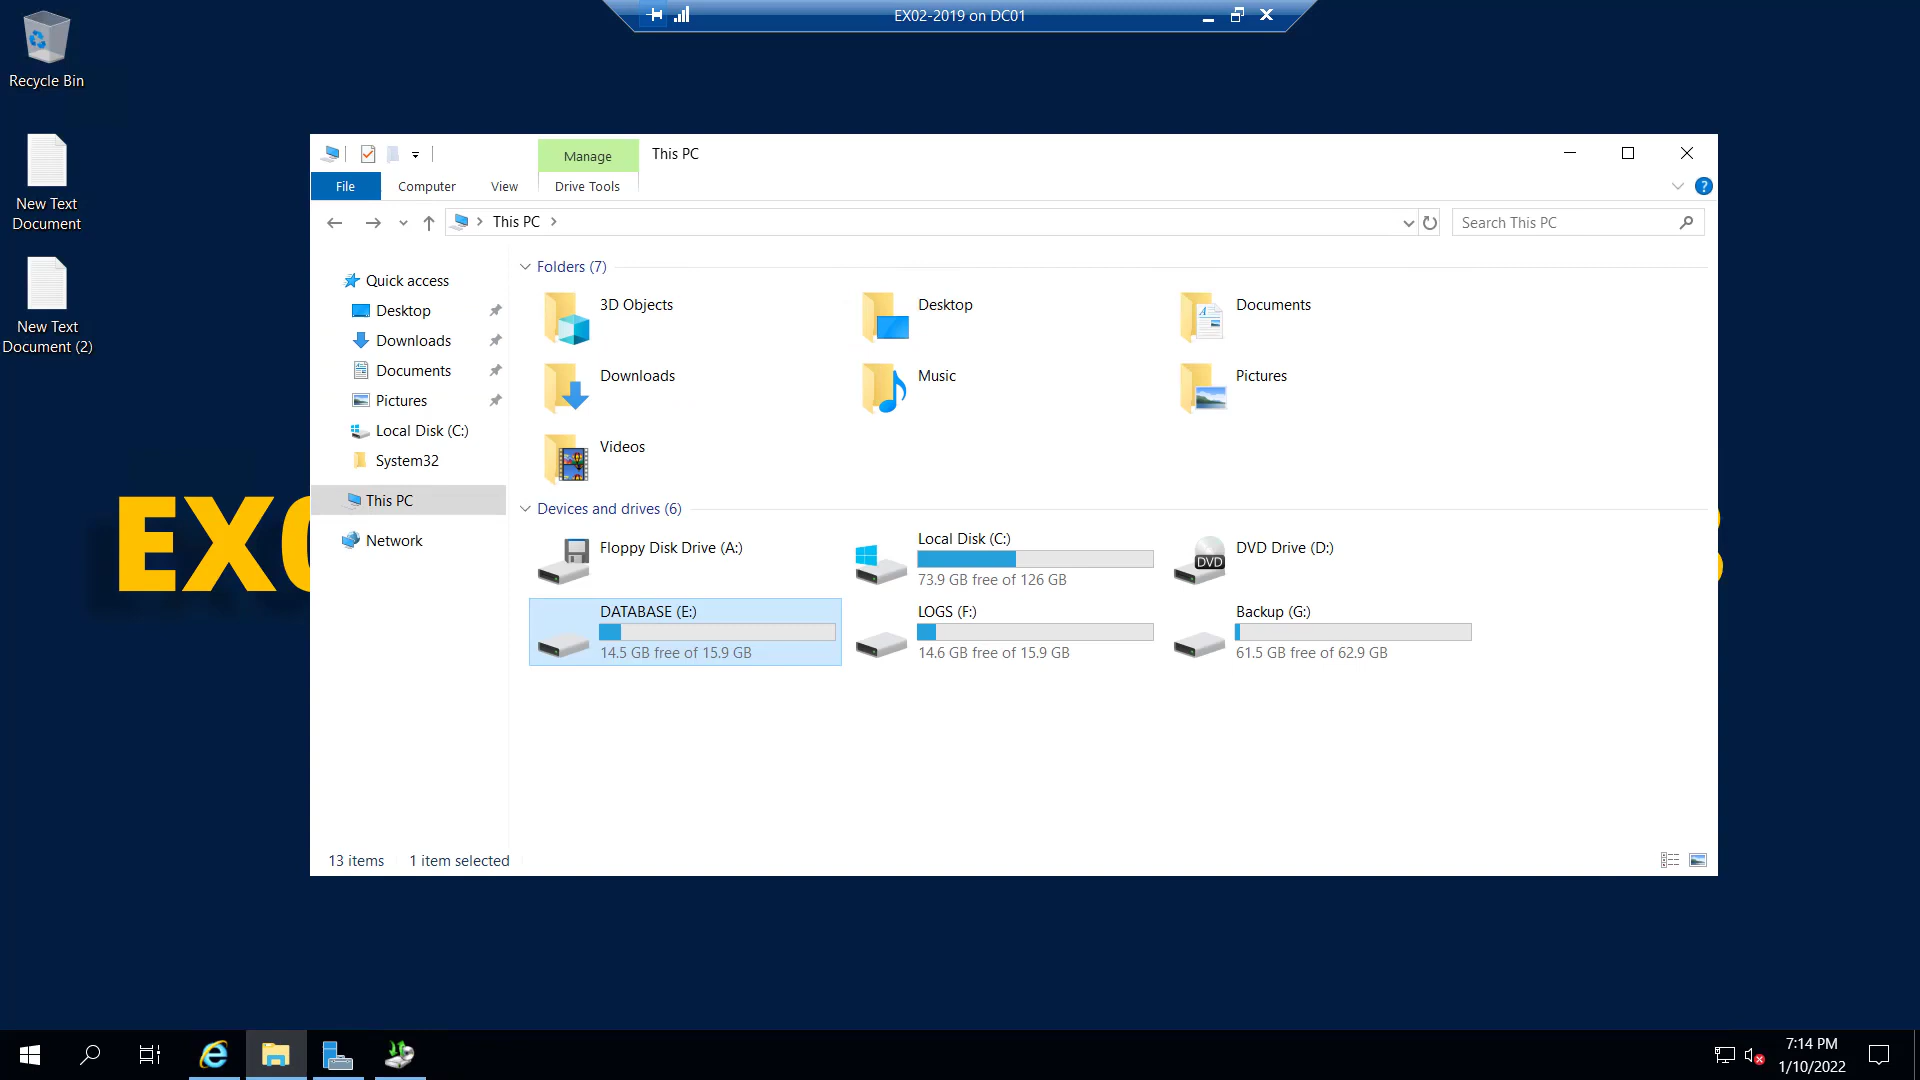 EX02-2019 on DC01
Recycle Bin
New Text
Document
New Text
Document (2)
EX0
Manage
This PC
File
Computer
View
Drive Tools
This PC
Search This PC
Quick access
Desktop
Downloads
Documents
Pictures
Local Disk (C:)
System32
This PC
Network
Folders (7)
3D Objects
Desktop
Documents
Downloads
Music
Pictures
Videos
Devices and drives (6)
Floppy Disk Drive (A:)
Local Disk (C:)
73.9 GB free of 126 GB
DVD Drive (D:)
DVD
DATABASE (E:)
14.5 GB free of 15.9 GB
LOGS (F:)
14.6 GB free of 15.9 GB
Backup (G:)
61.5 GB free of 62.9 GB
13 items
1 item selected
7:14 PM
1/10/2022